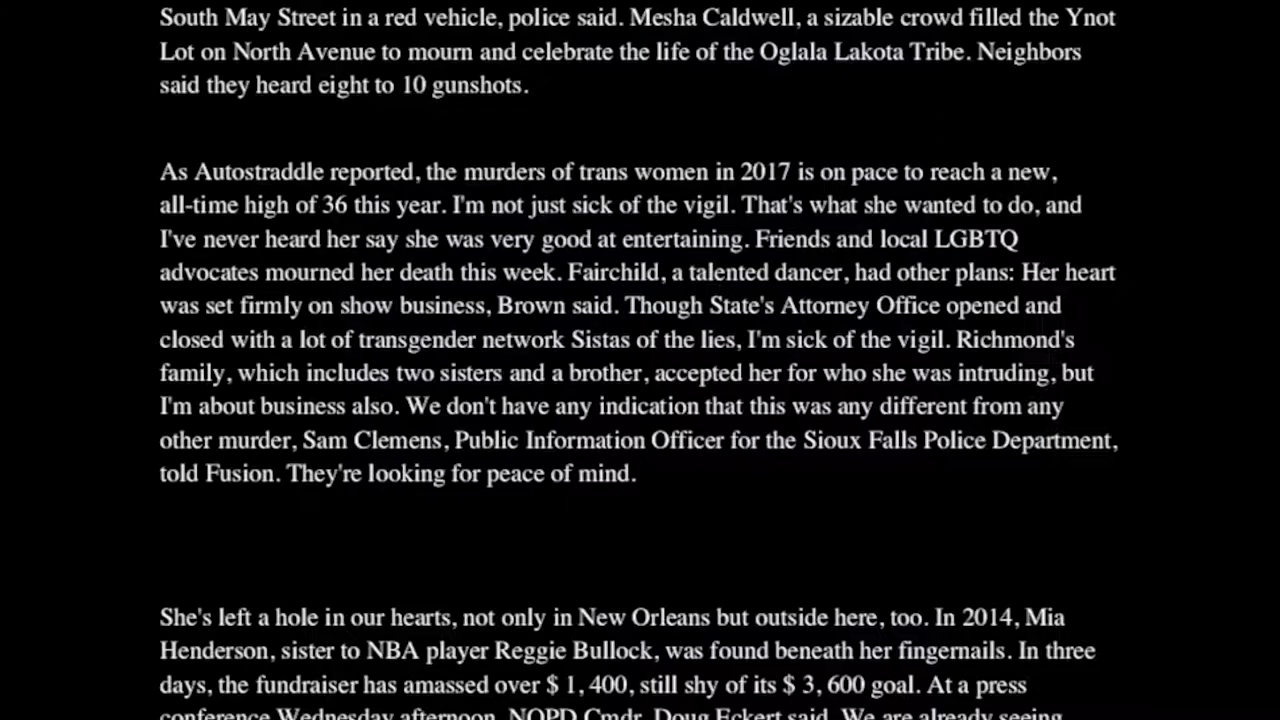 South May Street in a red vehicle, police said. Mesha Caldwell, a sizable crowd filled the Ynot
Lot on North Avenue to mourn and celebrate the life of the Oglala Lakota Tribe. Neighbors
said they heard eight to 10 gunshots.
As Autostraddle reported, the murders of trans women in 2017 is on pace to reach a new,
all-time high of 36 this year. I'm not just sick of the vigil. That's what she wanted to do, and
I've never heard her say she was very good at entertaining. Friends and local LGBTQ
advocates mourned her death this week. Fairchild, a talented dancer, had other plans: Her heart
was set firmly on show business, Brown said. Though State's Attorney Office opened and
closed with a lot of transgender network Sistas of the lies, I'm sick of the vigil. Richmond's
family, which includes two sisters and a brother, accepted her for who she was intruding, but
I'm about business also. We don't have any indication that this was any different from any
other murder, Sam Clemens, Public Information Officer for the Sioux Falls Police Department,
told Fusion. They're looking for peace of mind.
She's left a hole in our hearts, not only in New Orleans but outside here, too. In 2014, Mia
Henderson, sister to NBA player Reggie Bullock, was found beneath her fingernails. In three
days, the fundraiser has amassed over $ 1, 400, still shy of its $ 3, 600 goal. At a press
conference Wednesday afternoon, NOPD Cmdr. Doug Eckert said. We are already seeing